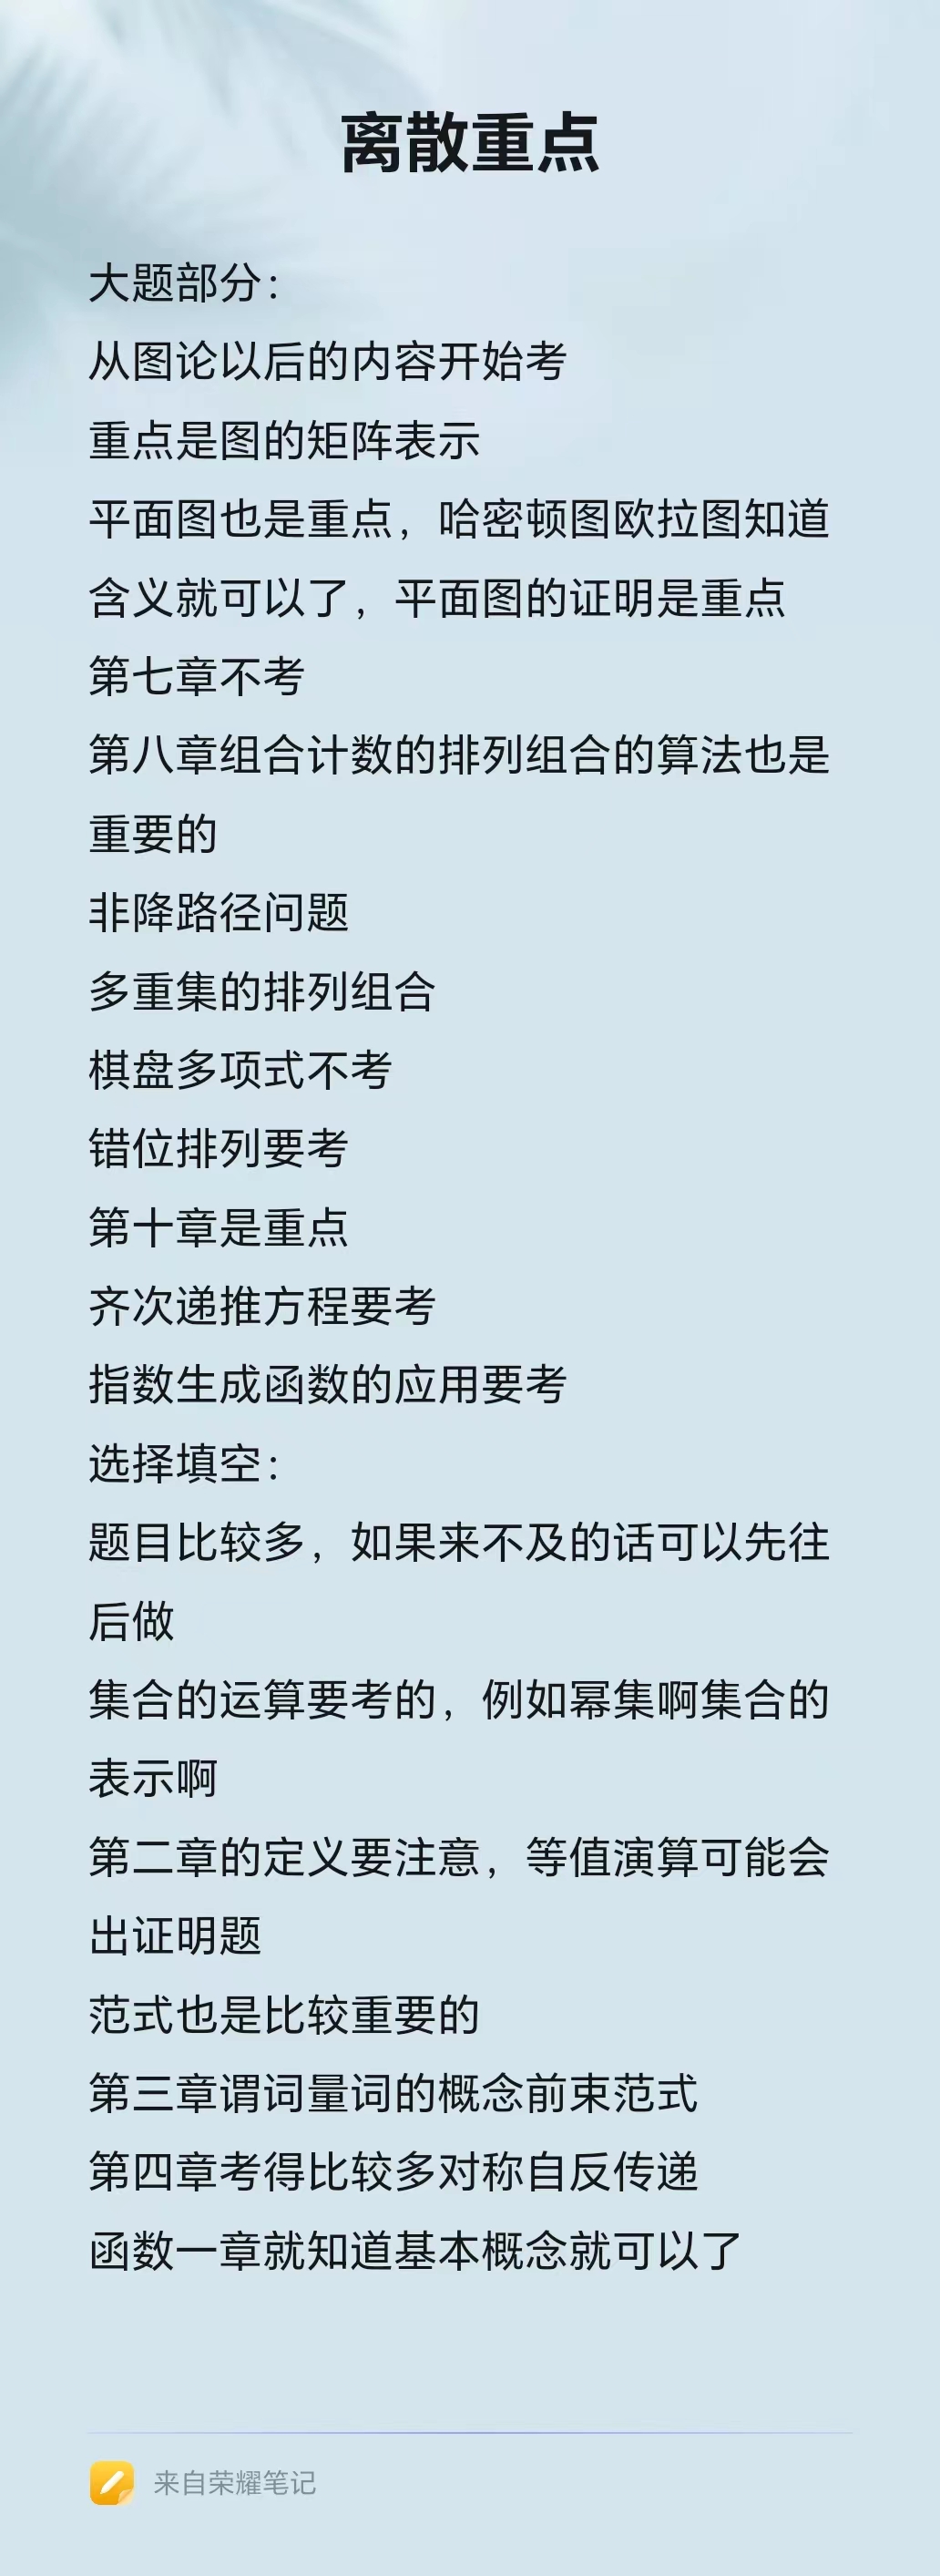 离散重点
大题部分：
从图论以后的内容开始考
重点是图的矩阵表示
平面图也是重点，哈密顿图欧拉图知道
含义就可以了，平面图的证明是重点
第七章不考
第八章组合计数的排列组合的算法也是
重要的
非降路径问题
多重集的排列组合
棋盘多项式不考
错位排列要考
第十章是重点
齐次递推方程要考
指数生成函数的应用要考
选择填空：
题目比较多，如果来不及的话可以先往
后做
集合的运算要考的，例如幂集啊集合的
表示啊
第二章的定义要注意，等值演算可能会
出证明题
范式也是比较重要的
第三章谓词量词的概念前束范式
第四章考得比较多对称自反传递
函数一章就知道基本概念就可以了
来自荣耀笔记